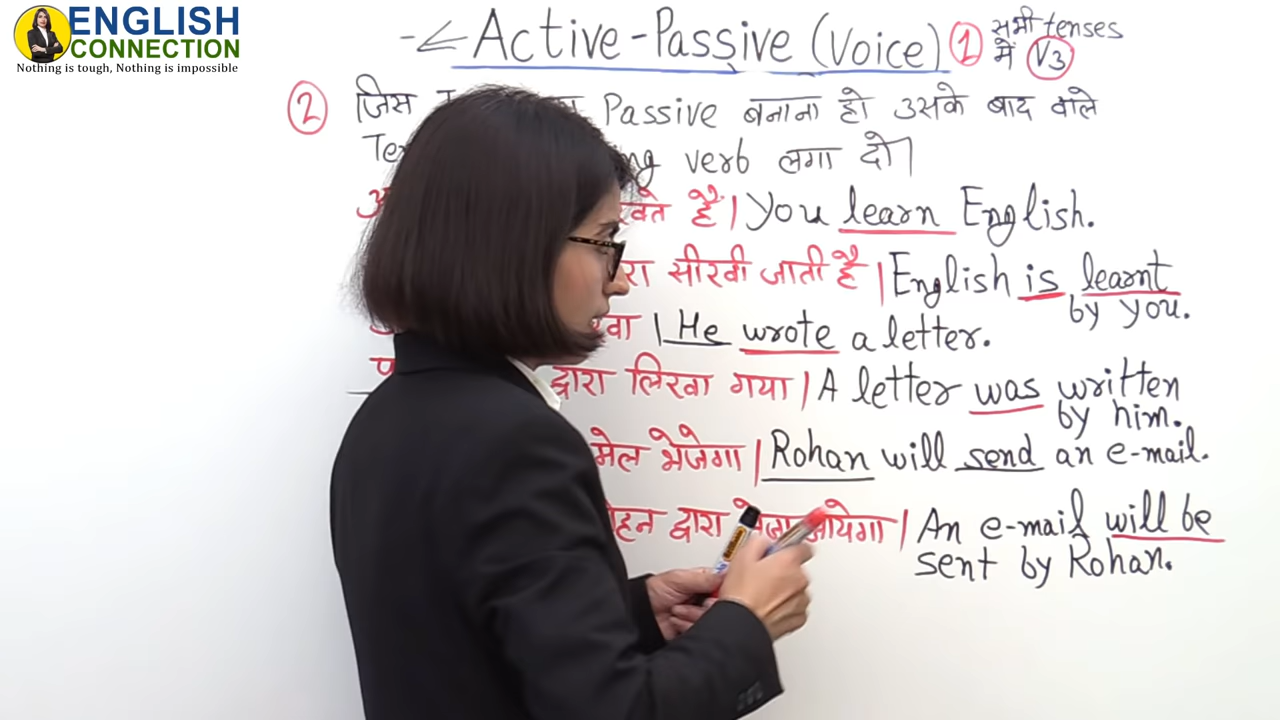 ENGLISH
CONNECTION
Nothing is tough, Nothing is impossible
Active-Passive (Voice) ① सभी tenses
में V3
② जिस Passive बनाना हो उसके बाद वाले
verb लगा दो।
हैं। You learn English.
सीखी जाती है। English is learnt
by you.
He wrote a letter.
द्वारा लिखा गया। A letter was written
by him.
मेल भेजेगा। Rohan will send an e-mail.
द्वारा जायेगा। An e-mail will be
sent by Rohan.